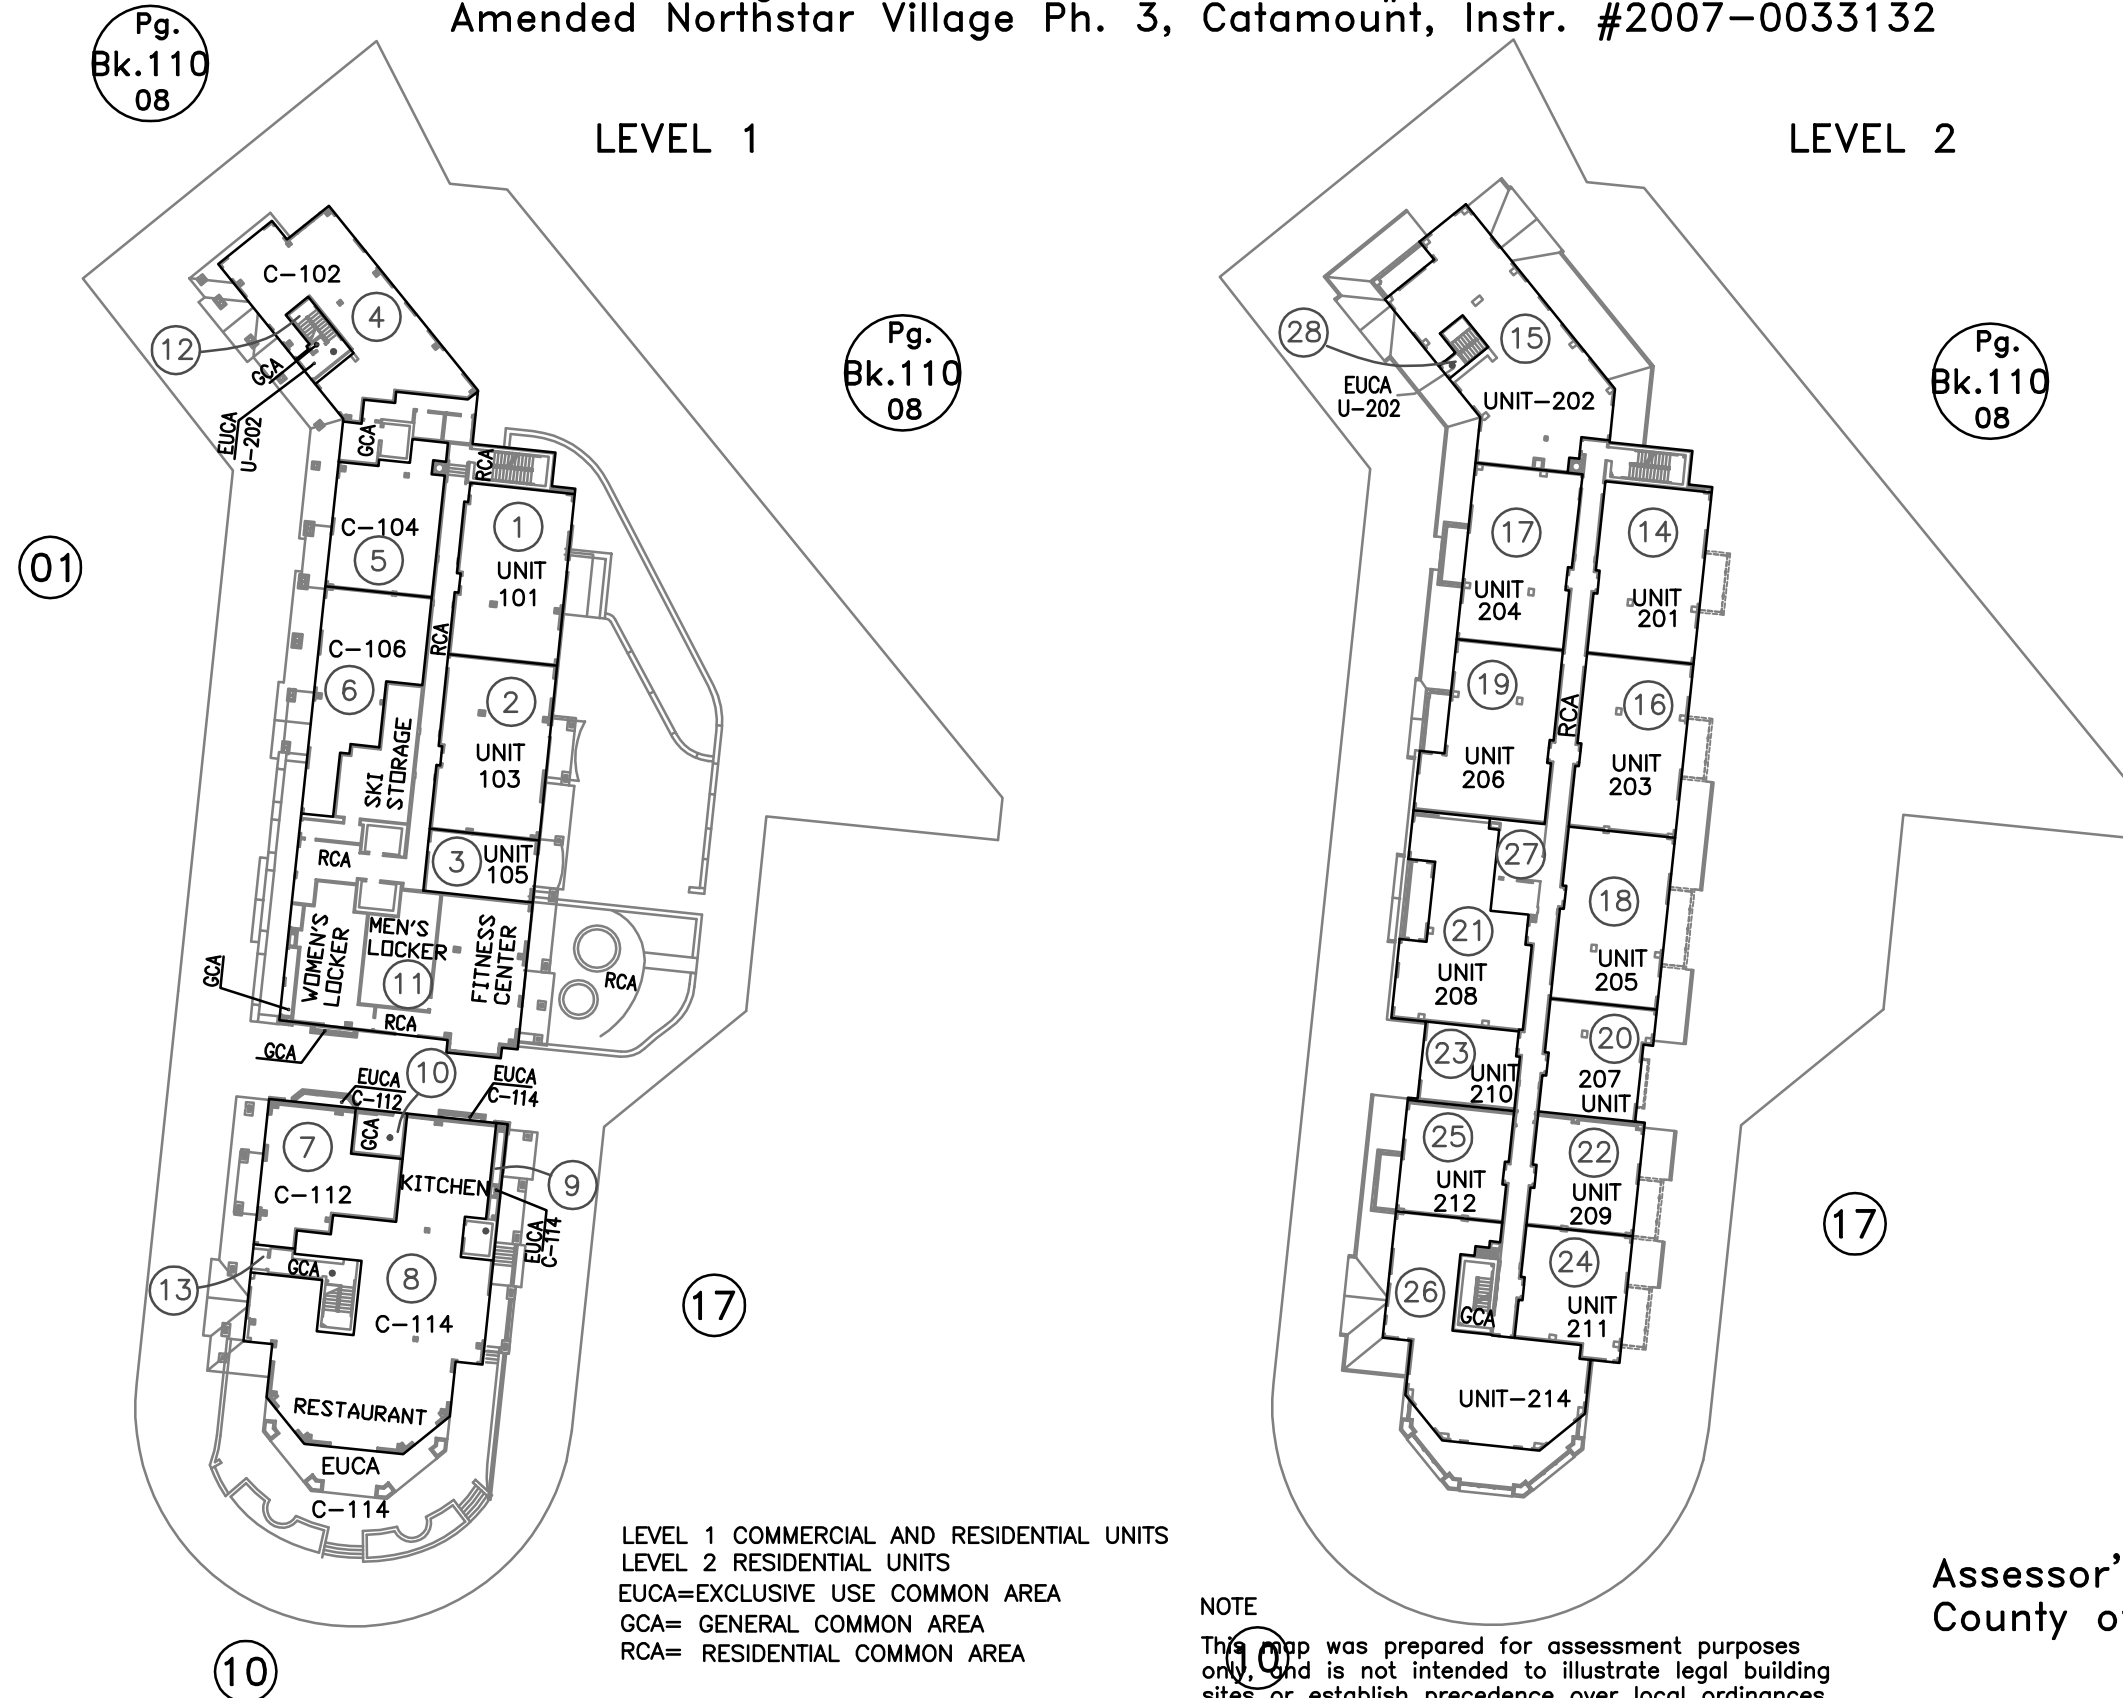 Amended Northstar Village Ph. 3, Catamount, Instr. #2007-0033132
Pg.
Bk.110
08
LEVEL 1
C-102
4
12
GCA
EUCA
U-202
GCA
RCA
C-104
5
1
UNIT
101
01
C-106
6
RCA
2
UNIT
103
SKI
STORAGE
3
UNIT
105
RCA
WOMEN'S
LOCKER
MEN'S
LOCKER
11
FITNESS
CENTER
RCA
GCA
RCA
GCA
10
EUCA
C-112
EUCA
C-114
7
GCA
C-112
KITCHEN
9
EUCA
C-114
13
GCA
8
C-114
RESTAURANT
EUCA
C-114
Pg.
Bk.110
08
17
10
LEVEL 2
28
15
EUCA
U-202
UNIT-202
Pg.
Bk.110
08
17
UNIT
204
14
UNIT
201
19
UNIT
206
RCA
16
UNIT
203
27
18
UNIT
205
21
UNIT
208
20
207
UNIT
23
UNIT
210
25
UNIT
212
22
UNIT
209
24
UNIT
211
26
GCA
UNIT-214
17
LEVEL 1 COMMERCIAL AND RESIDENTIAL UNITS
LEVEL 2 RESIDENTIAL UNITS
EUCA=EXCLUSIVE USE COMMON AREA
GCA= GENERAL COMMON AREA
RCA= RESIDENTIAL COMMON AREA
NOTE
This map was prepared for assessment purposes
only, and is not intended to illustrate legal building
sites or establish precedence over local ordinances
10
Assessor'
County o